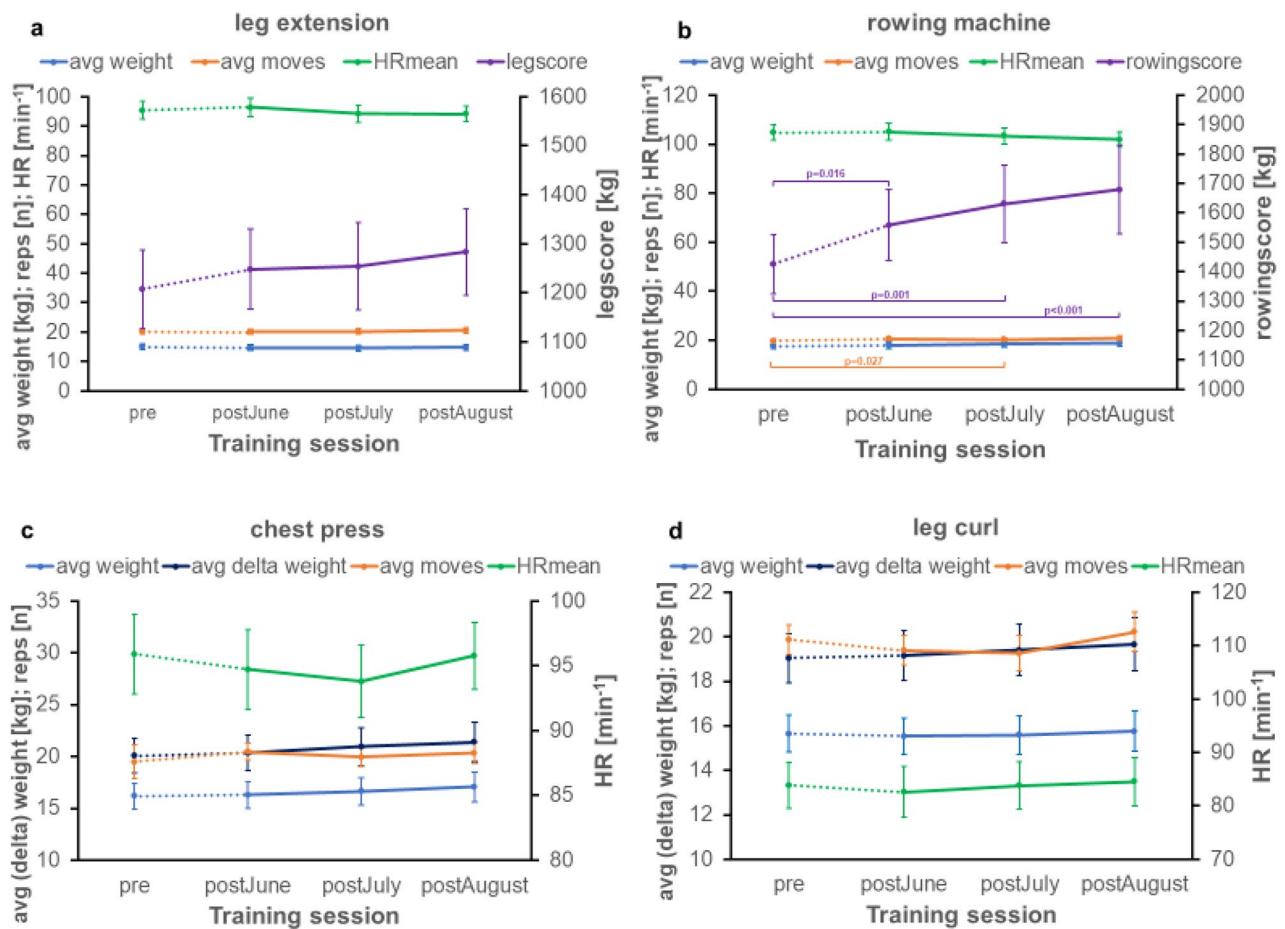 a
leg extension
avg weight avg moves HRmean legscore
avg weight [kg]; reps [n]; HR [min⁻¹]
100
90
80
70
60
50
40
30
20
10
0
1600
1500
1400
1300
1200
1100
1000
legscore [kg]
pre postJune postJuly postAugust
Training session
b
rowing machine
avg weight avg moves HRmean rowingscore
avg weight [kg]; reps [n]; HR [min⁻¹]
120
100
80
60
40
20
0
p=0.016
p=0.001
p<0.001
p=0.027
2000
1900
1800
1700
1600
1500
1400
1300
1200
1100
1000
rowingscore [kg]
pre postJune postJuly postAugust
Training session
c
chest press
avg weight avg delta weight avg moves HRmean
avg (delta) weight [kg]; reps [n]
35
30
25
20
15
10
100
95
90
85
80
HR [min⁻¹]
pre postJune postJuly postAugust
Training session
d
leg curl
avg weight avg delta weight avg moves HRmean
avg (delta) weight [kg]; reps [n]
22
20
18
16
14
12
10
120
110
100
90
80
70
HR [min⁻¹]
pre postJune postJuly postAugust
Training session